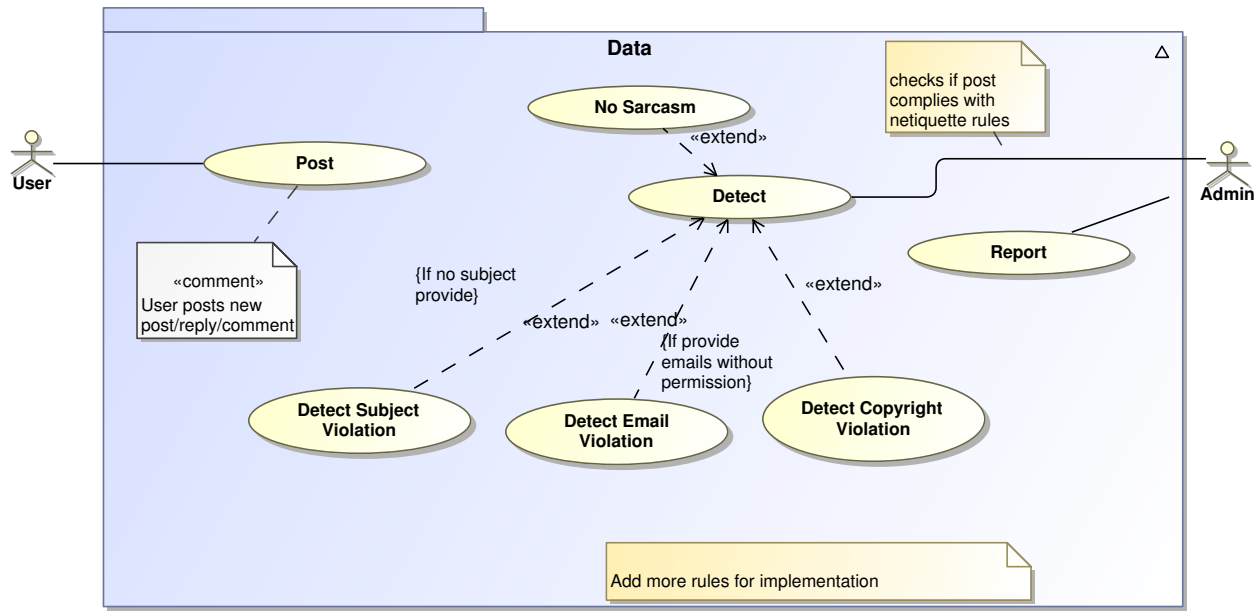 Data
checks if post
complies with
netiquette rules
No Sarcasm
«extend»
Post
User
Detect
Admin
Report
«comment»
User posts new
post/reply/comment
{If no subject
provide}
«extend»
«extend»
«extend»
{If provide
emails without
permission}
Detect Subject
Violation
Detect Email
Violation
Detect Copyright
Violation
Add more rules for implementation